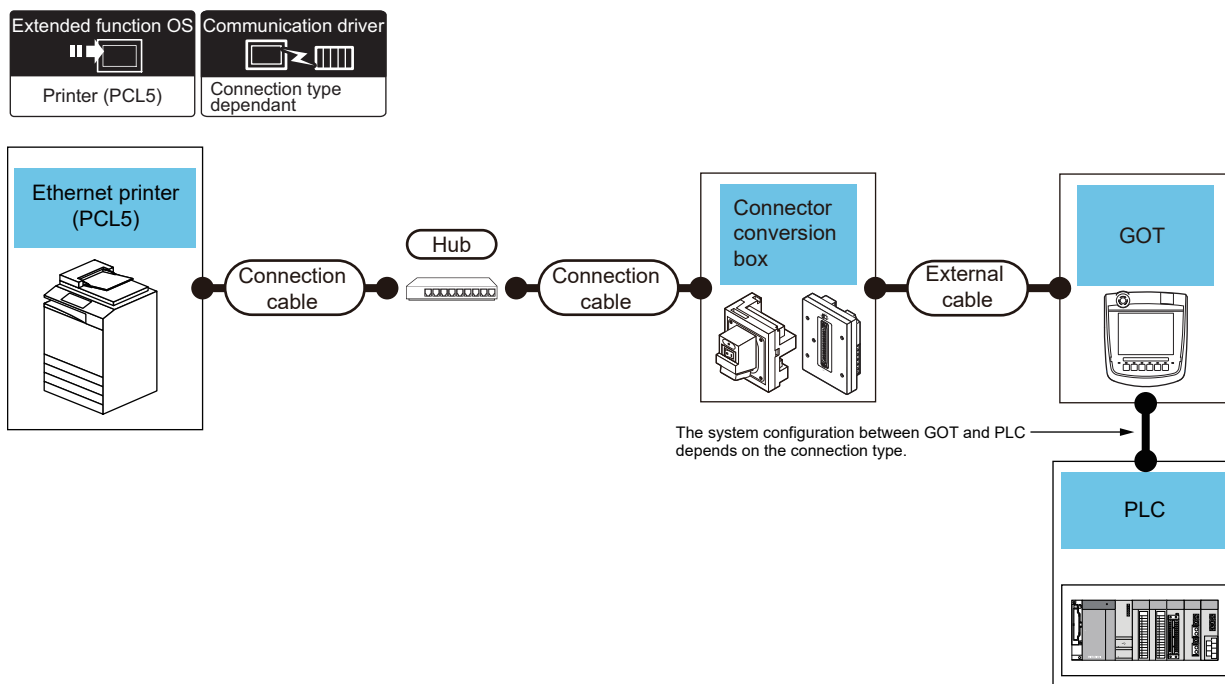 Extended function OS
Printer (PCL5)
Communication driver
Connection type
dependant
Ethernet printer
(PCL5)
Connection
cable
Hub
Connection
cable
Connector
conversion
box
External
cable
GOT
The system configuration between GOT and PLC
depends on the connection type.
PLC